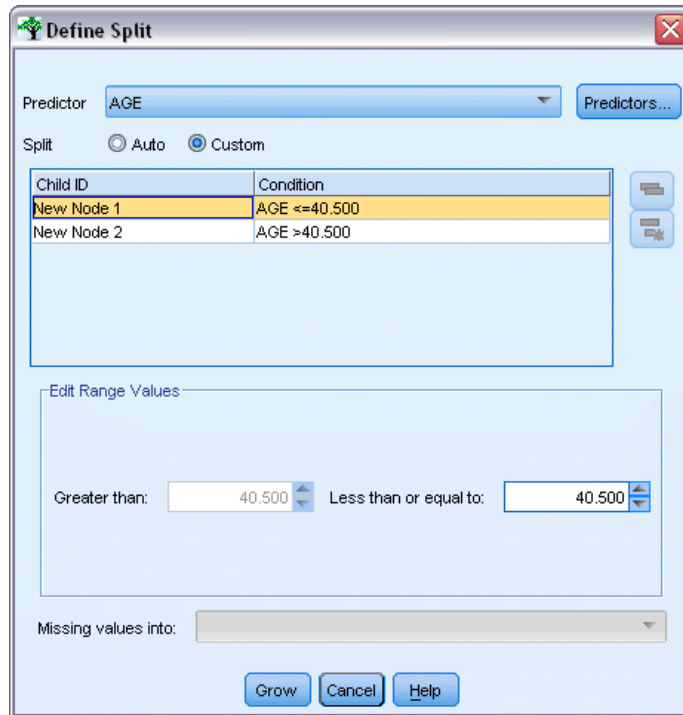 Define Split
Predictor AGE Predictors...
Split Auto Custom
Child ID Condition
New Node 1 AGE <=40.500
New Node 2 AGE >40.500
Edit Range Values
Greater than: 40.500 Less than or equal to: 40.500
Missing values into:
Grow Cancel Help